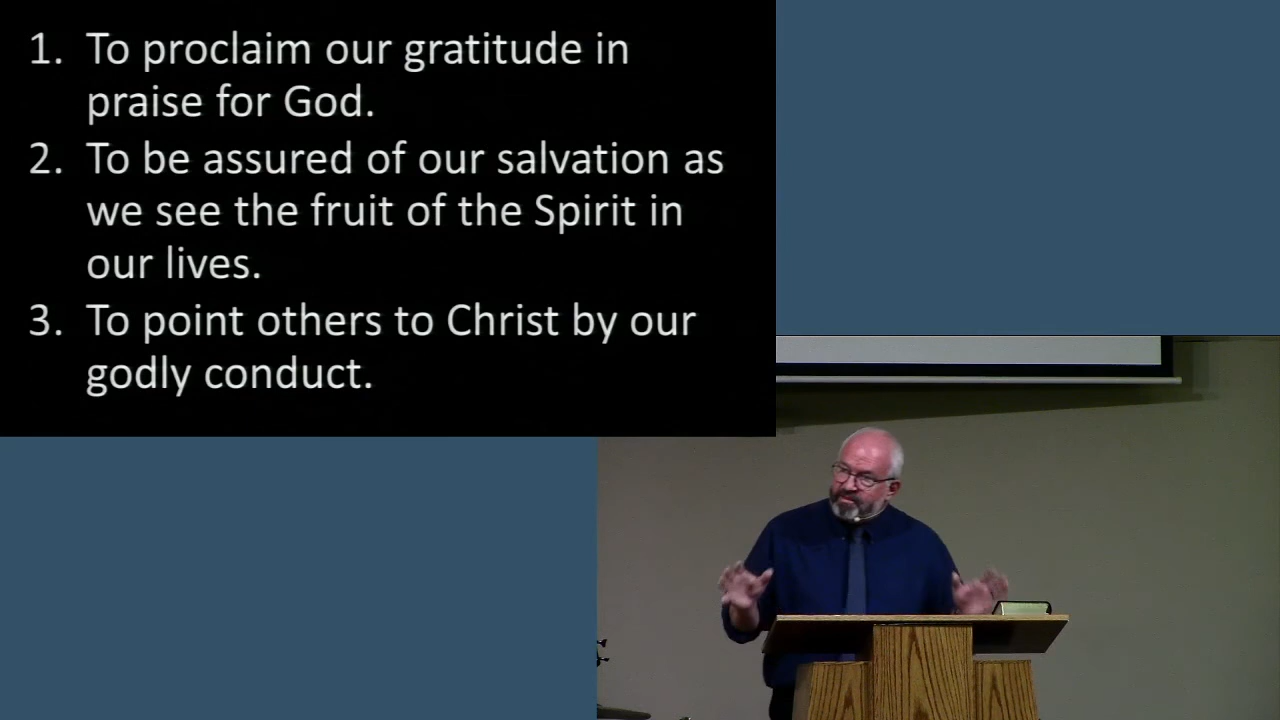 1. To proclaim our gratitude in
praise for God.
2. To be assured of our salvation as
we see the fruit of the Spirit in
our lives.
3. To point others to Christ by our
godly conduct.